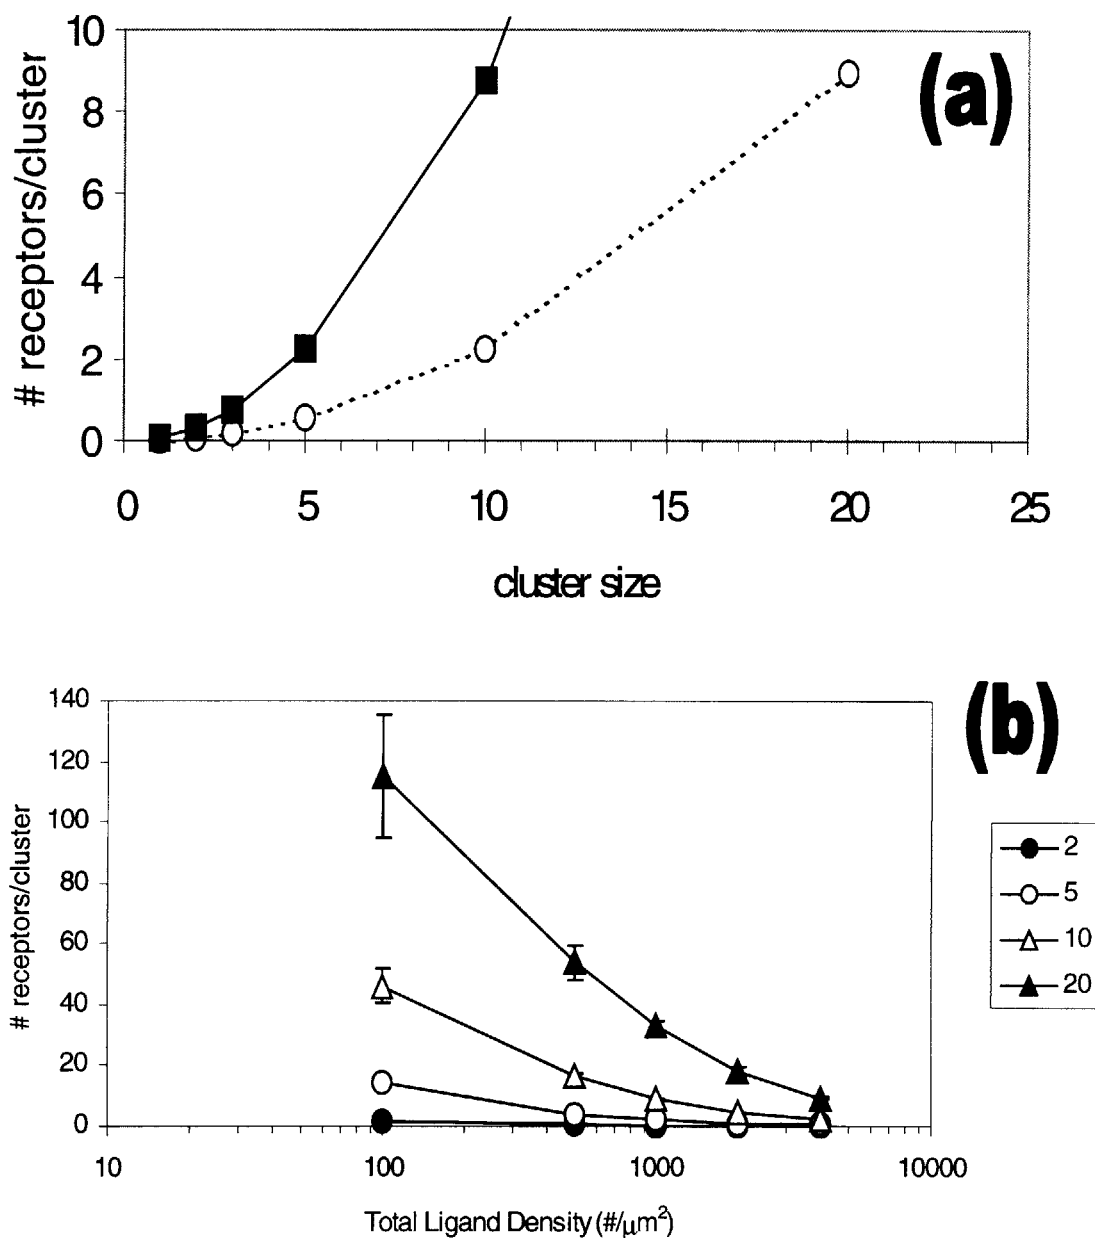 (a)
# receptors/cluster
10
8
6
4
2
0
0 5 10 15 20 25
cluster size
(b)
# receptors/cluster
140
120
100
80
60
40
20
0
10 100 1000 10000
Total Ligand Density (#/μm²)
2
5
10
20